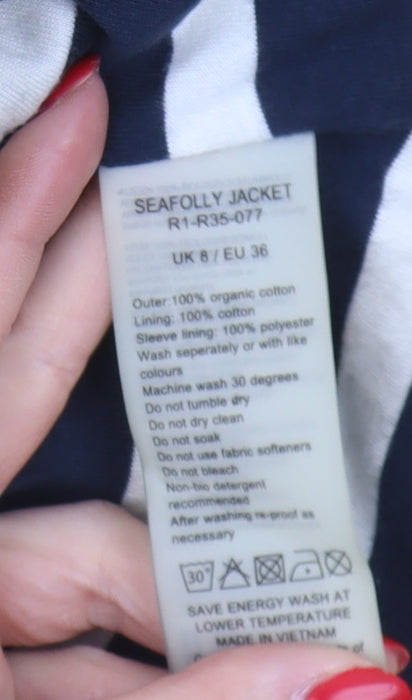 SEAFOLLY JACKET
R1-R35-077
UK 8 / EU 36
Outer:100% organic cotton
Lining: 100% cotton
Sleeve lining: 100% polyester
Wash seperately or with like
colours
Machine wash 30 degrees
Do not tumble dry
Do not dry clean
Do not soak
Do not use fabric softeners
Do not bleach
Non-bio detergent
recommended
After washing re-proof as
necessary
30°
SAVE ENERGY WASH AT
LOWER TEMPERATURE
MADE IN VIETNAM
of